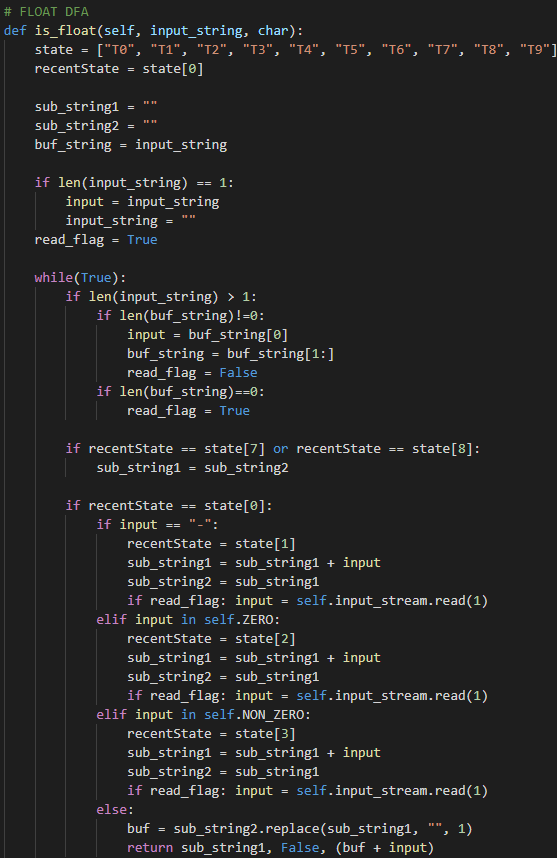 # FLOAT DFA
def is_float(self, input_string, char):
    state = ["T0", "T1", "T2", "T3", "T4", "T5", "T6", "T7", "T8", "T9"]
    recentState = state[0]

    sub_string1 = ""
    sub_string2 = ""
    buf_string = input_string

    if len(input_string) == 1:
        input = input_string
        input_string = ""
    read_flag = True

    while(True):
        if len(input_string) > 1:
            if len(buf_string)!=0:
                input = buf_string[0]
                buf_string = buf_string[1:]
                read_flag = False
            if len(buf_string)==0:
                read_flag = True

        if recentState == state[7] or recentState == state[8]:
            sub_string1 = sub_string2

        if recentState == state[0]:
            if input == "-":
                recentState = state[1]
                sub_string1 = sub_string1 + input
                sub_string2 = sub_string1
                if read_flag: input = self.input_stream.read(1)
            elif input in self.ZERO:
                recentState = state[2]
                sub_string1 = sub_string1 + input
                sub_string2 = sub_string1
                if read_flag: input = self.input_stream.read(1)
            elif input in self.NON_ZERO:
                recentState = state[3]
                sub_string1 = sub_string1 + input
                sub_string2 = sub_string1
                if read_flag: input = self.input_stream.read(1)
            else:
                buf = sub_string2.replace(sub_string1, "", 1)
                return sub_string1, False, (buf + input)